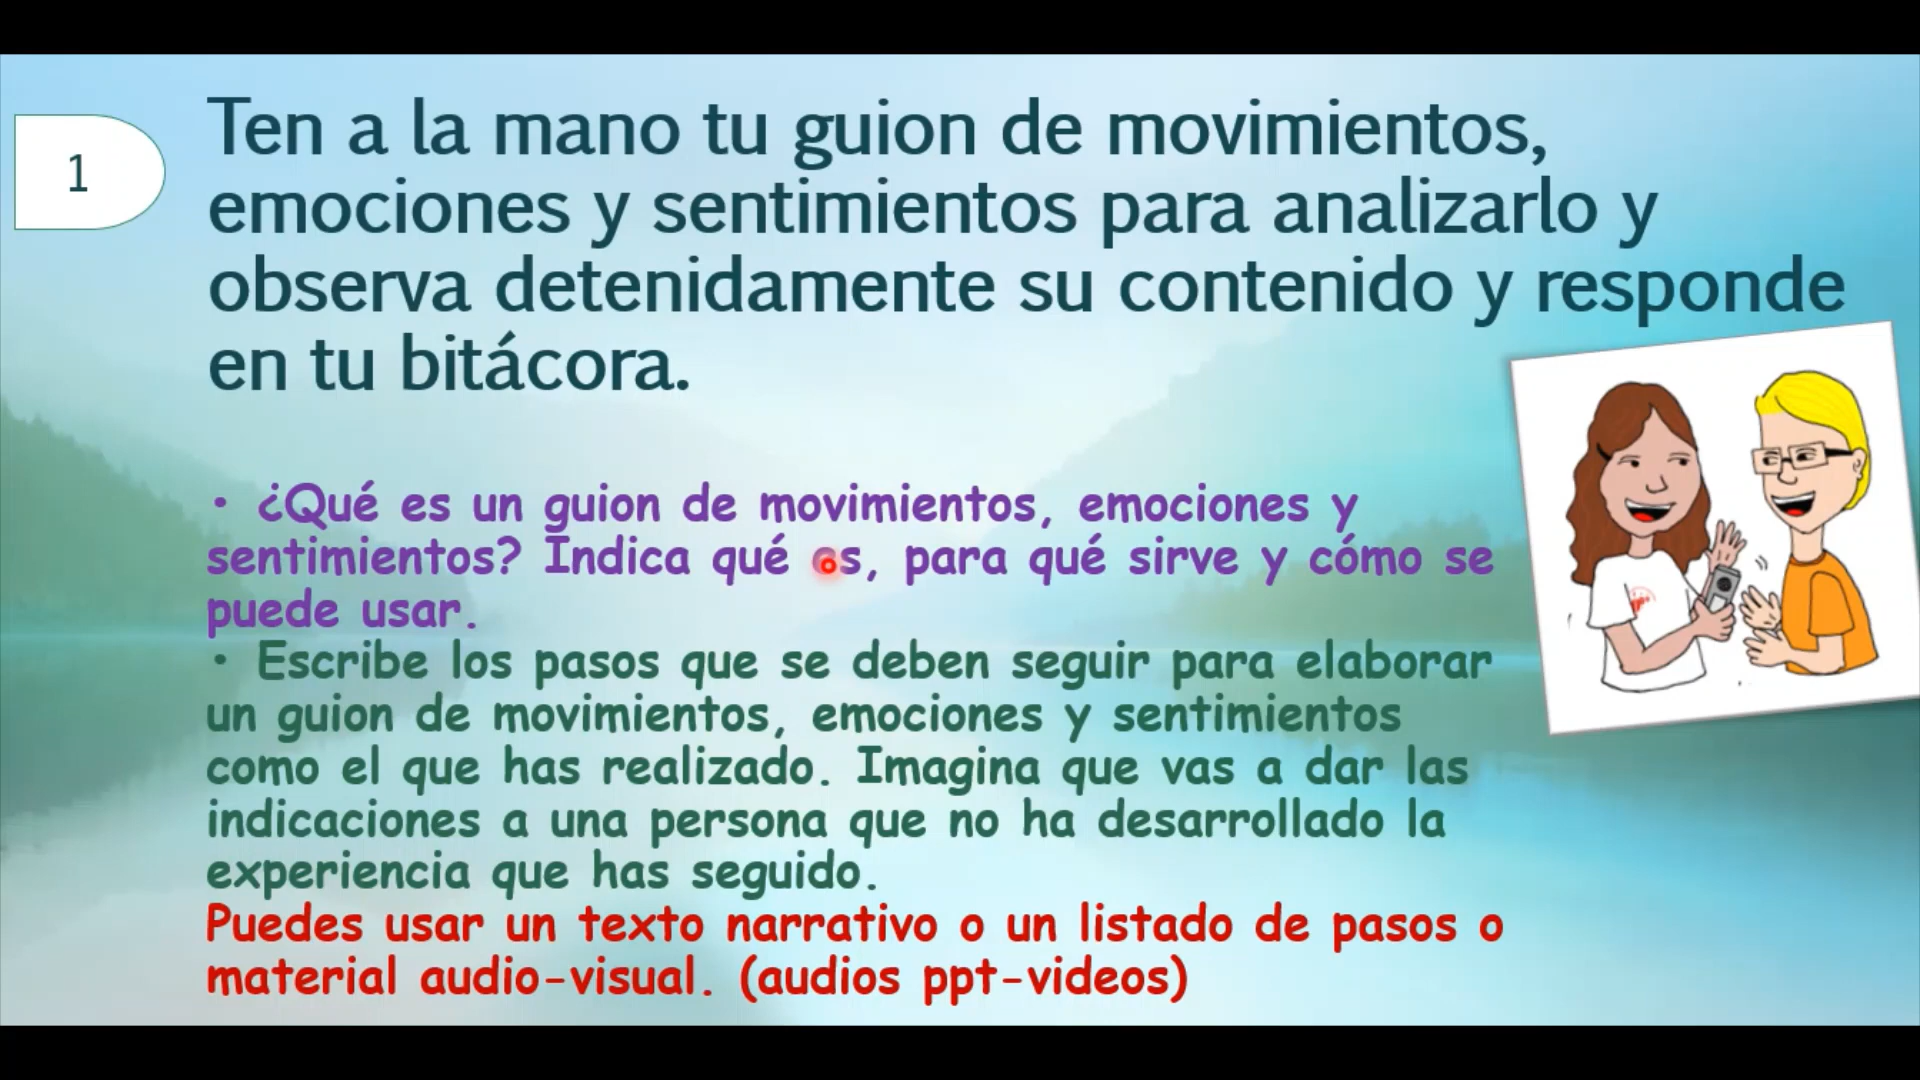 1
Ten a la mano tu guion de movimientos,
emociones y sentimientos para analizarlo y
observa detenidamente su contenido y responde
en tu bitácora.
• ¿Qué es un guion de movimientos, emociones y
sentimientos? Indica qué es, para qué sirve y cómo se
puede usar.
• Escribe los pasos que se deben seguir para elaborar
un guion de movimientos, emociones y sentimientos
como el que has realizado. Imagina que vas a dar las
indicaciones a una persona que no ha desarrollado la
experiencia que has seguido.
Puedes usar un texto narrativo o un listado de pasos o
material audio-visual. (audios ppt-videos)